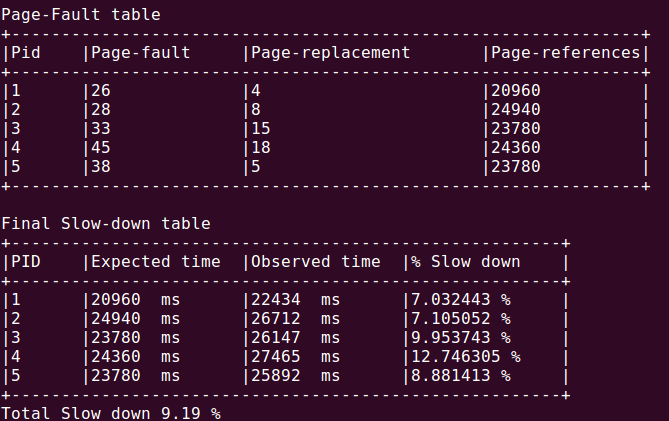 Page-Fault table
+---------------------------------------------------------------+
|Pid    |Page-fault     |Page-replacement       |Page-references|
+---------------------------------------------------------------+
|1      |26             |4                      |20960          |
|2      |28             |8                      |24940          |
|3      |33             |15                     |23780          |
|4      |45             |18                     |24360          |
|5      |38             |5                      |23780          |
+---------------------------------------------------------------+

Final Slow-down table
+-------------------------------------------------------+
|PID    |Expected time  |Observed time  |% Slow down    |
+-------------------------------------------------------+
|1      |20960  ms      |22434  ms      |7.032443 %     |
|2      |24940  ms      |26712  ms      |7.105052 %     |
|3      |23780  ms      |26147  ms      |9.953743 %     |
|4      |24360  ms      |27465  ms      |12.746305 %    |
|5      |23780  ms      |25892  ms      |8.881413 %     |
+-------------------------------------------------------+
Total Slow down 9.19 %